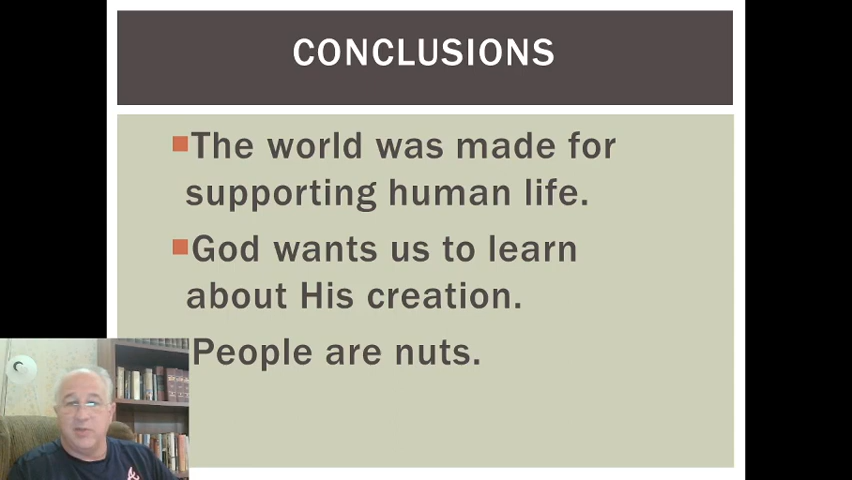 CONCLUSIONS
The world was made for
supporting human life.
God wants us to learn
about His creation.
People are nuts.